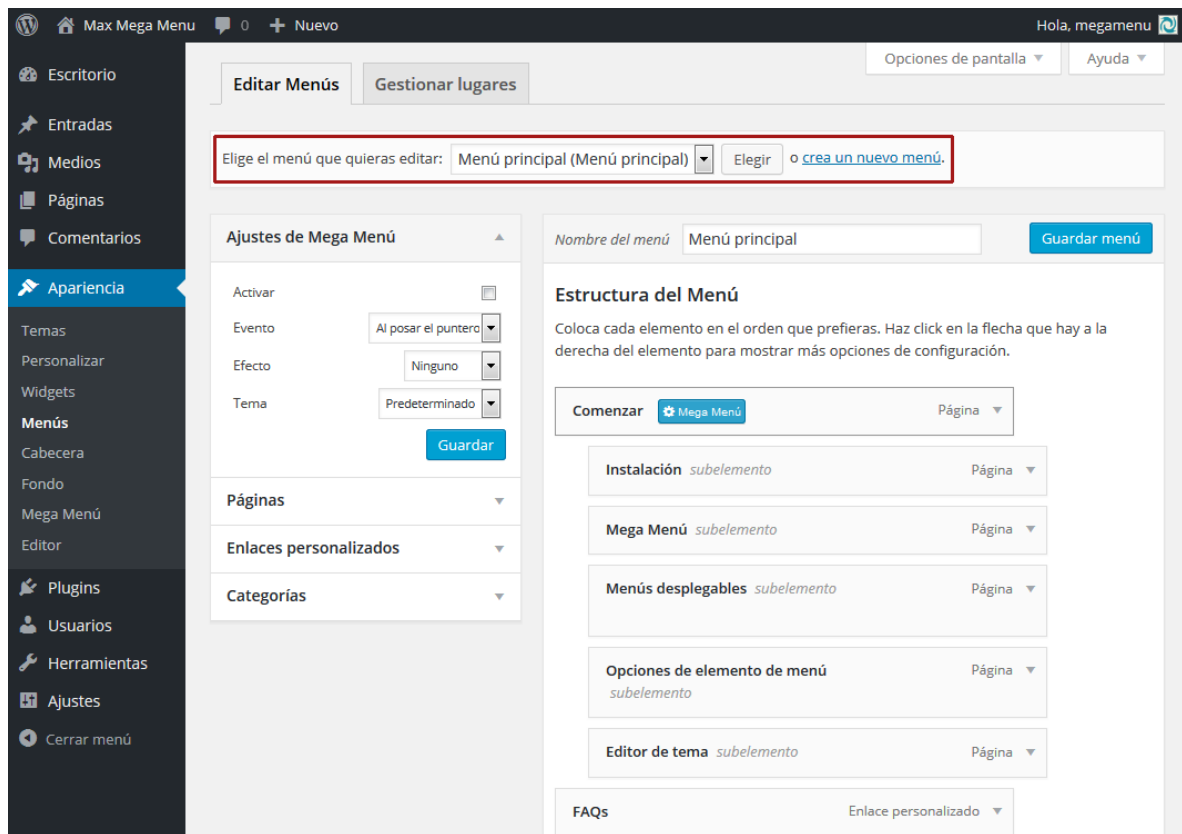 Max Mega Menu 0 Nuevo Hola, megamenu
Opciones de pantalla Ayuda
Escritorio
Entradas
Medios
Páginas
Comentarios
Apariencia
Temas
Personalizar
Widgets
Menús
Cabecera
Fondo
Mega Menú
Editor
Plugins
Usuarios
Herramientas
Ajustes
Cerrar menú
Editar Menús Gestionar lugares
Elige el menú que quieras editar: Menú principal (Menú principal) Elegir o crea un nuevo menú.
Ajustes de Mega Menú
Activar
Evento Al posar el puntero
Efecto Ninguno
Tema Predeterminado
Guardar
Páginas
Enlaces personalizados
Categorías
Nombre del menú Menú principal Guardar menú
Estructura del Menú
Coloca cada elemento en el orden que prefieras. Haz click en la flecha que hay a la
derecha del elemento para mostrar más opciones de configuración.
Comenzar Mega Menú Página
Instalación subelemento Página
Mega Menú subelemento Página
Menús desplegables subelemento Página
Opciones de elemento de menú Página
subelemento
Editor de tema subelemento Página
FAQs Enlace personalizado